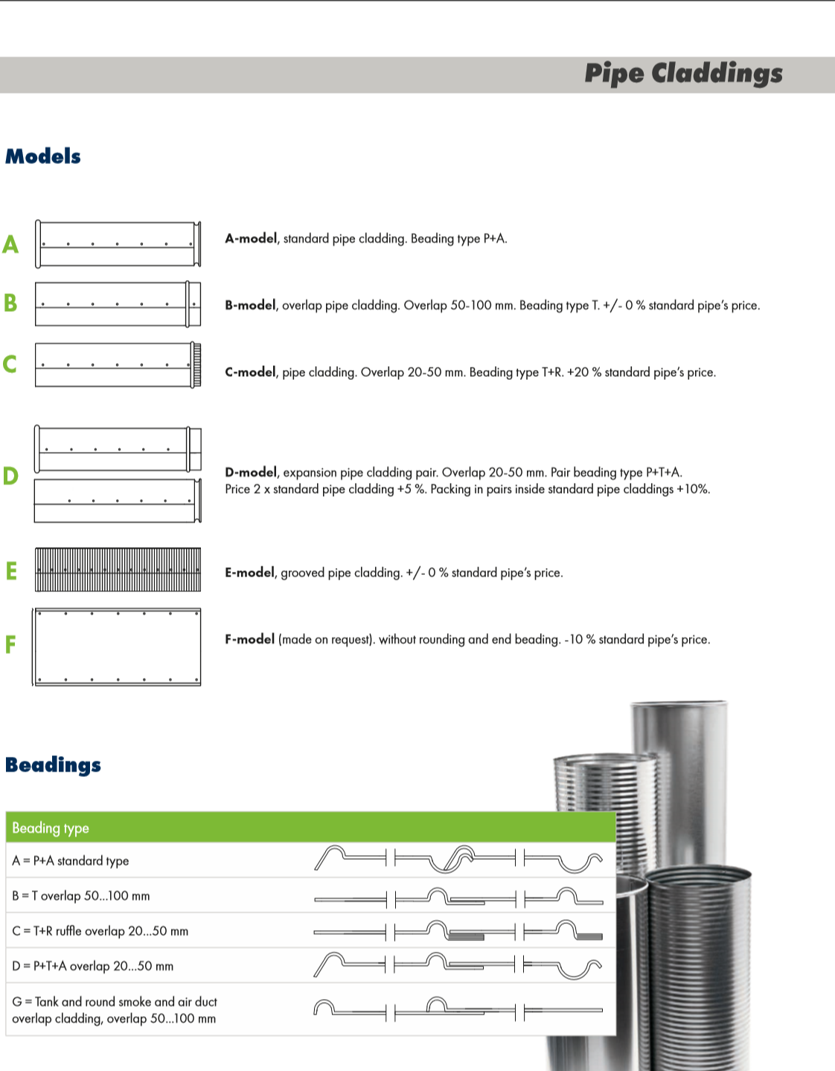 Pipe Claddings
Models
A
A-model, standard pipe cladding. Beading type P+A.
B
B-model, overlap pipe cladding. Overlap 50-100 mm. Beading type T. +/- 0 % standard pipe's price.
C
C-model, pipe cladding. Overlap 20-50 mm. Beading type T+R. +20 % standard pipe's price.
D
D-model, expansion pipe cladding pair. Overlap 20-50 mm. Pair beading type P+T+A.
Price 2 x standard pipe cladding +5 %. Packing in pairs inside standard pipe claddings +10%.
E
E-model, grooved pipe cladding. +/- 0 % standard pipe's price.
F
F-model (made on request). without rounding and end beading. -10 % standard pipe's price.
Beadings
Beading type
A = P+A standard type
B = T overlap 50...100 mm
C = T+R ruffle overlap 20...50 mm
D = P+T+A overlap 20...50 mm
G = Tank and round smoke and air duct
overlap cladding, overlap 50...100 mm